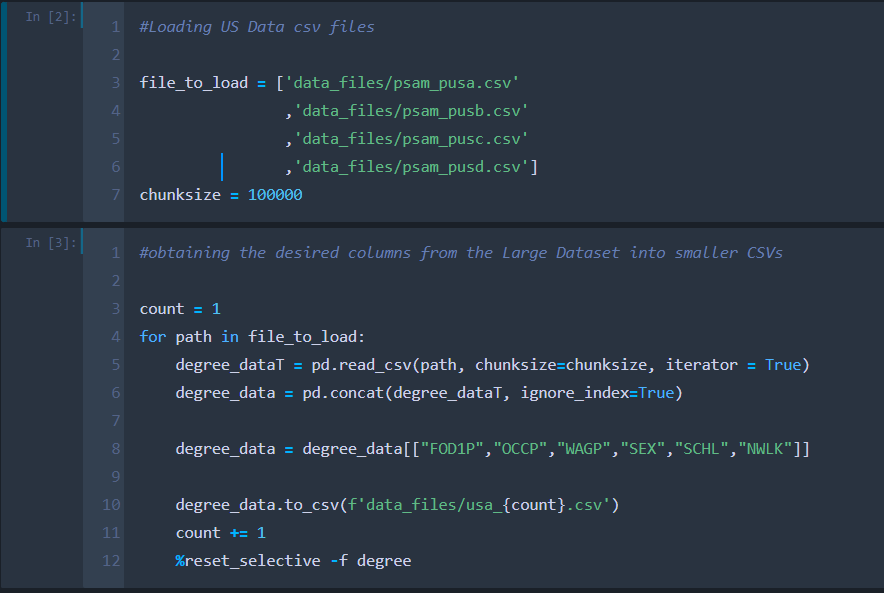 In [2]:
1 #Loading US Data csv files
2
3 file_to_load = ['data_files/psam_pusa.csv'
4 ,'data_files/psam_pusb.csv'
5 ,'data_files/psam_pusc.csv'
6 ,'data_files/psam_pusd.csv']
7 chunksize = 100000
In [3]:
1 #obtaining the desired columns from the Large Dataset into smaller CSVs
2
3 count = 1
4 for path in file_to_load:
5 degree_dataT = pd.read_csv(path, chunksize=chunksize, iterator = True)
6 degree_data = pd.concat(degree_dataT, ignore_index=True)
7
8 degree_data = degree_data[["FOD1P","OCCP","WAGP","SEX","SCHL","NWLK"]]
9
10 degree_data.to_csv(f'data_files/usa_{count}.csv')
11 count += 1
12 %reset_selective -f degree